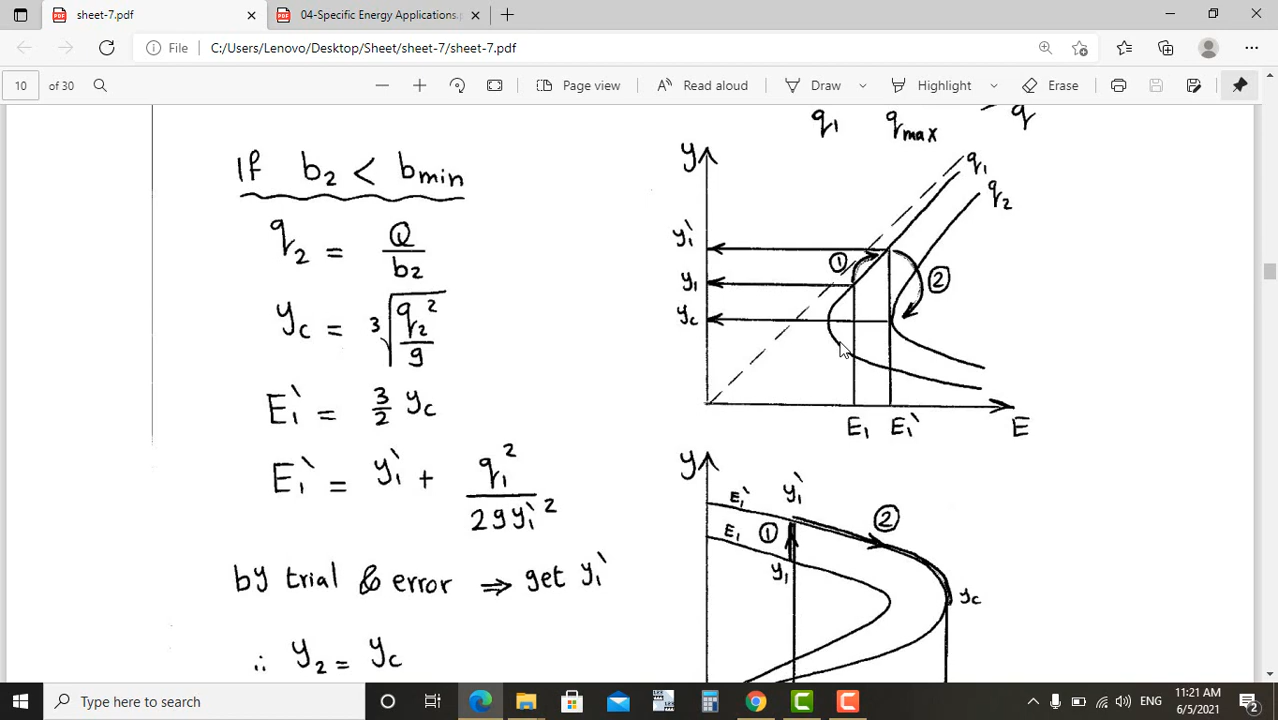 sheet-7.pdf
04-Specific Energy Applications.
File
C:/Users/Lenovo/Desktop/Sheet/sheet-7/sheet-7.pdf
10 of 30
Page view
Read aloud
Draw
Highlight
Erase
If b2 < bmin
q2 = Q / b2
yc = ∛(q2² / g)
E1` = 3/2 yc
E1` = y1` + q1² / 2gy1`²
by trial & error ⇒ get y1`
∴ y2 = yc
q1 qmax q
y
q1
q2
y1`
①
y1
②
yc
E1 E1` E
y
E1`
y1`
②
E1
①
y1
yc
Type here to search
ENG
11:21 AM
6/5/2021
2